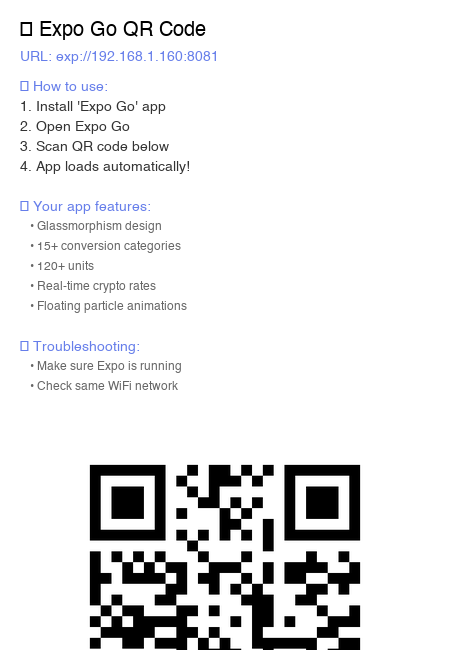 □ Expo Go QR Code
URL: exp://192.168.1.160:8081
□ How to use:
1. Install 'Expo Go' app
2. Open Expo Go
3. Scan QR code below
4. App loads automatically!
□ Your app features:
• Glassmorphism design
• 15+ conversion categories
• 120+ units
• Real-time crypto rates
• Floating particle animations
□ Troubleshooting:
• Make sure Expo is running
• Check same WiFi network